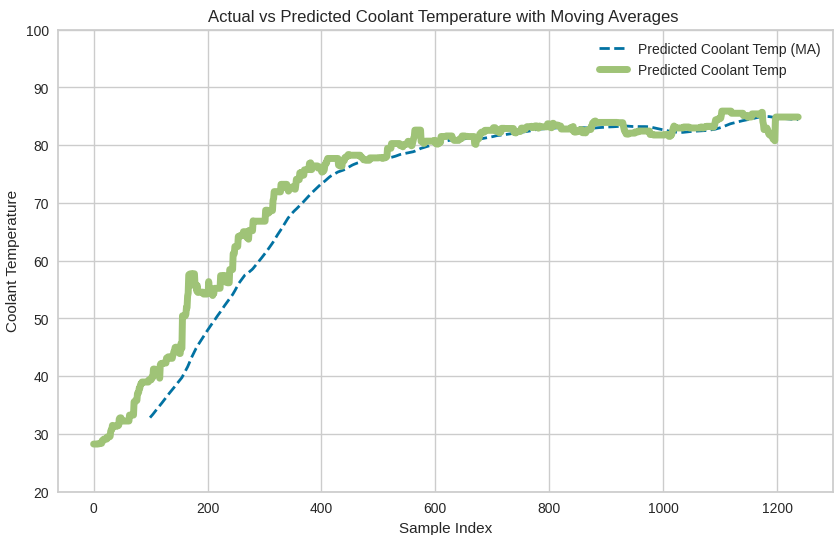 Actual vs Predicted Coolant Temperature with Moving Averages
100
90
80
70
60
50
40
30
20
Coolant Temperature
Predicted Coolant Temp (MA)
Predicted Coolant Temp
0 200 400 600 800 1000 1200
Sample Index